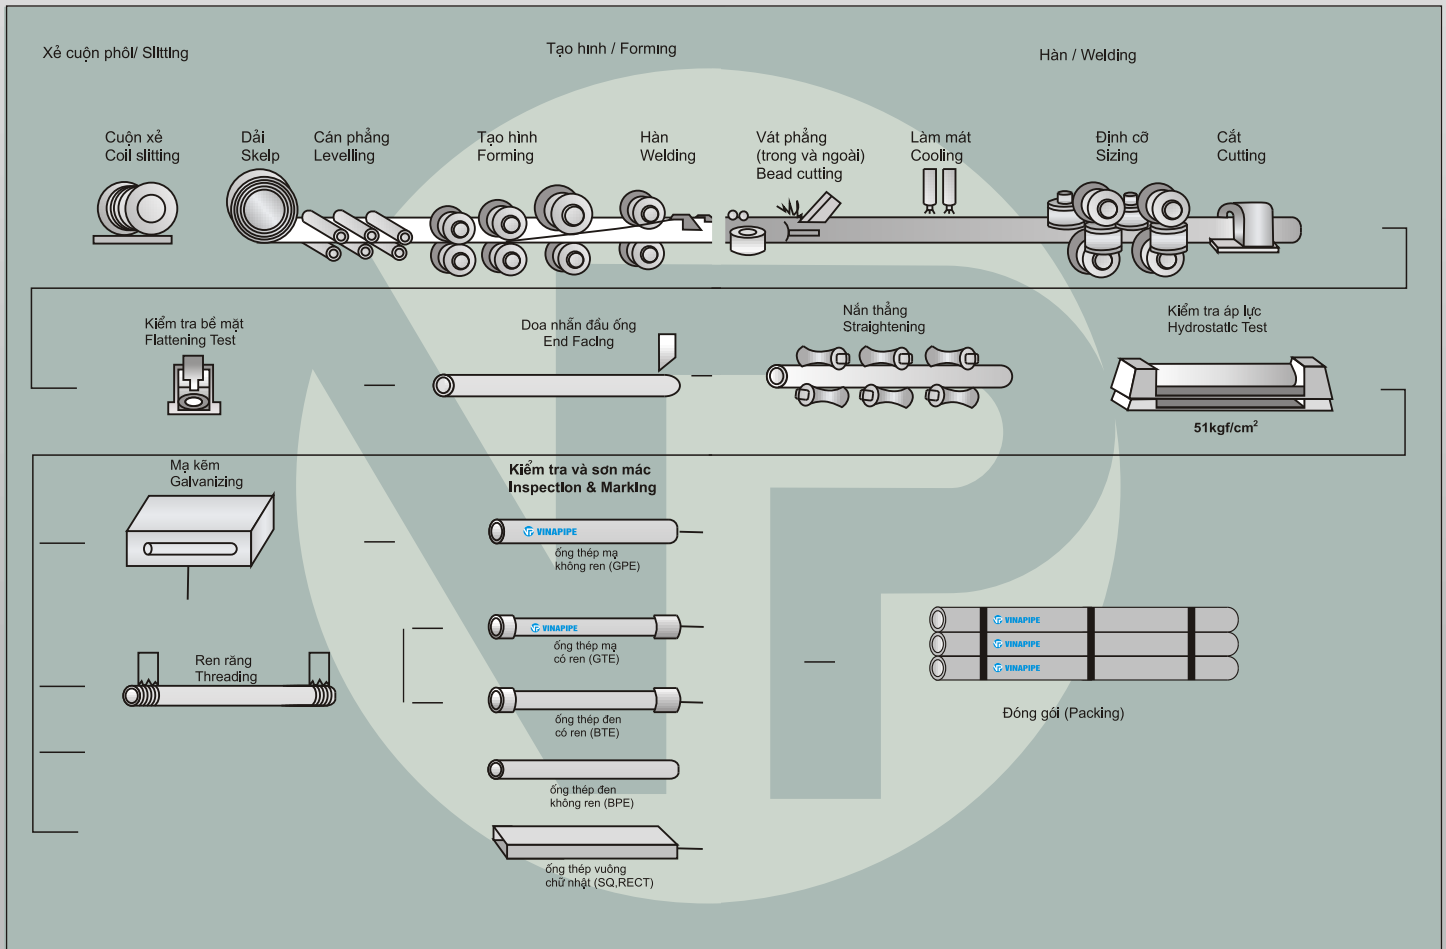 Xẻ cuộn phôi/ Slitting
Tạo hình / Forming
Hàn / Welding
Cuộn xẻ
Coil slitting
Dải
Skelp
Cán phẳng
Levelling
Tạo hình
Forming
Hàn
Welding
Vát phẳng
(trong và ngoài)
Bead cutting
Làm mát
Cooling
Định cỡ
Sizing
Cắt
Cutting
Kiểm tra bề mặt
Flattening Test
Doa nhẵn đầu ống
End Facing
Nắn thẳng
Straightening
Kiểm tra áp lực
Hydrostatic Test
51kgf/cm²
Mạ kẽm
Galvanizing
Kiểm tra và sơn mác
Inspection & Marking
VINAPIPE
ống thép mạ
không ren (GPE)
VINAPIPE
ống thép mạ
có ren (GTE)
Ren răng
Threading
ống thép đen
có ren (BTE)
ống thép đen
không ren (BPE)
ống thép vuông
chữ nhật (SQ,RECT)
VINAPIPE
VINAPIPE
VINAPIPE
Đóng gói (Packing)
VP